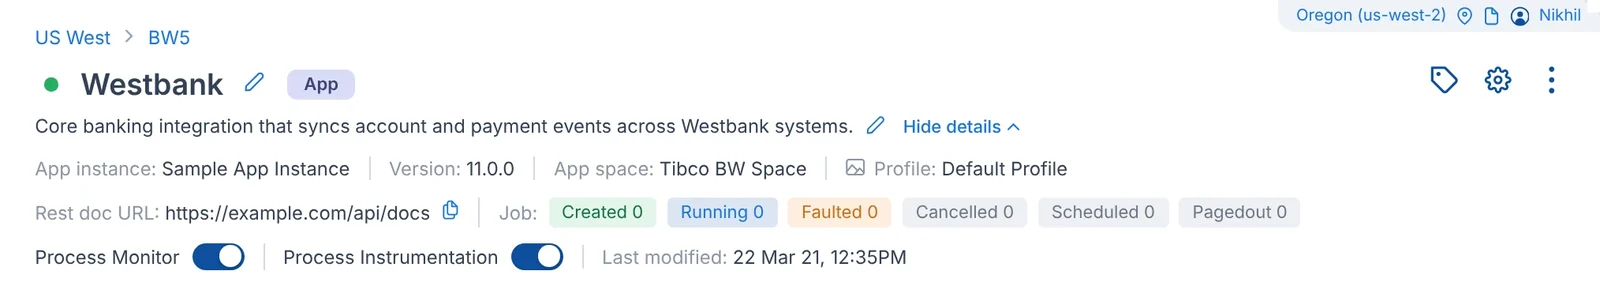 Oregon (us-west-2) Nikhil
US West > BW5
Westbank App
Core banking integration that syncs account and payment events across Westbank systems. Hide details
App instance: Sample App Instance Version: 11.0.0 App space: Tibco BW Space Profile: Default Profile
Rest doc URL: https://example.com/api/docs Job: Created 0 Running 0 Faulted 0 Cancelled 0 Scheduled 0 Pagedout 0
Process Monitor Process Instrumentation Last modified: 22 Mar 21, 12:35PM